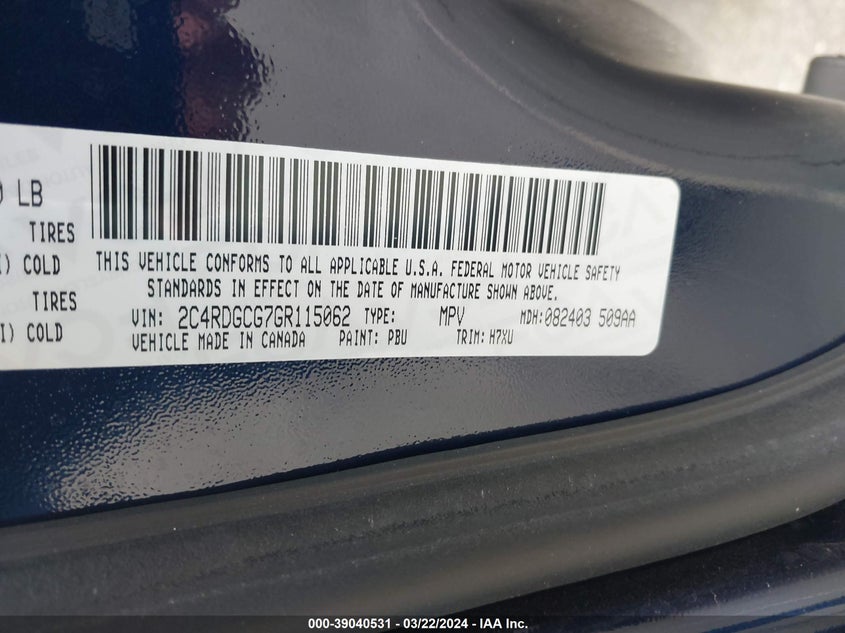 0 LB
TIRES
I) COLD
TIRES
I) COLD
THIS VEHICLE CONFORMS TO ALL APPLICABLE U.S.A. FEDERAL MOTOR VEHICLE SAFETY
STANDARDS IN EFFECT ON THE DATE OF MANUFACTURE SHOWN ABOVE.
VIN: 2C4RDGCG7GR115062 TYPE: MPV MDH:082403 509AA
VEHICLE MADE IN CANADA PAINT: PBU TRIM: H7XU
000-39040531 - 03/22/2024 - IAA Inc.